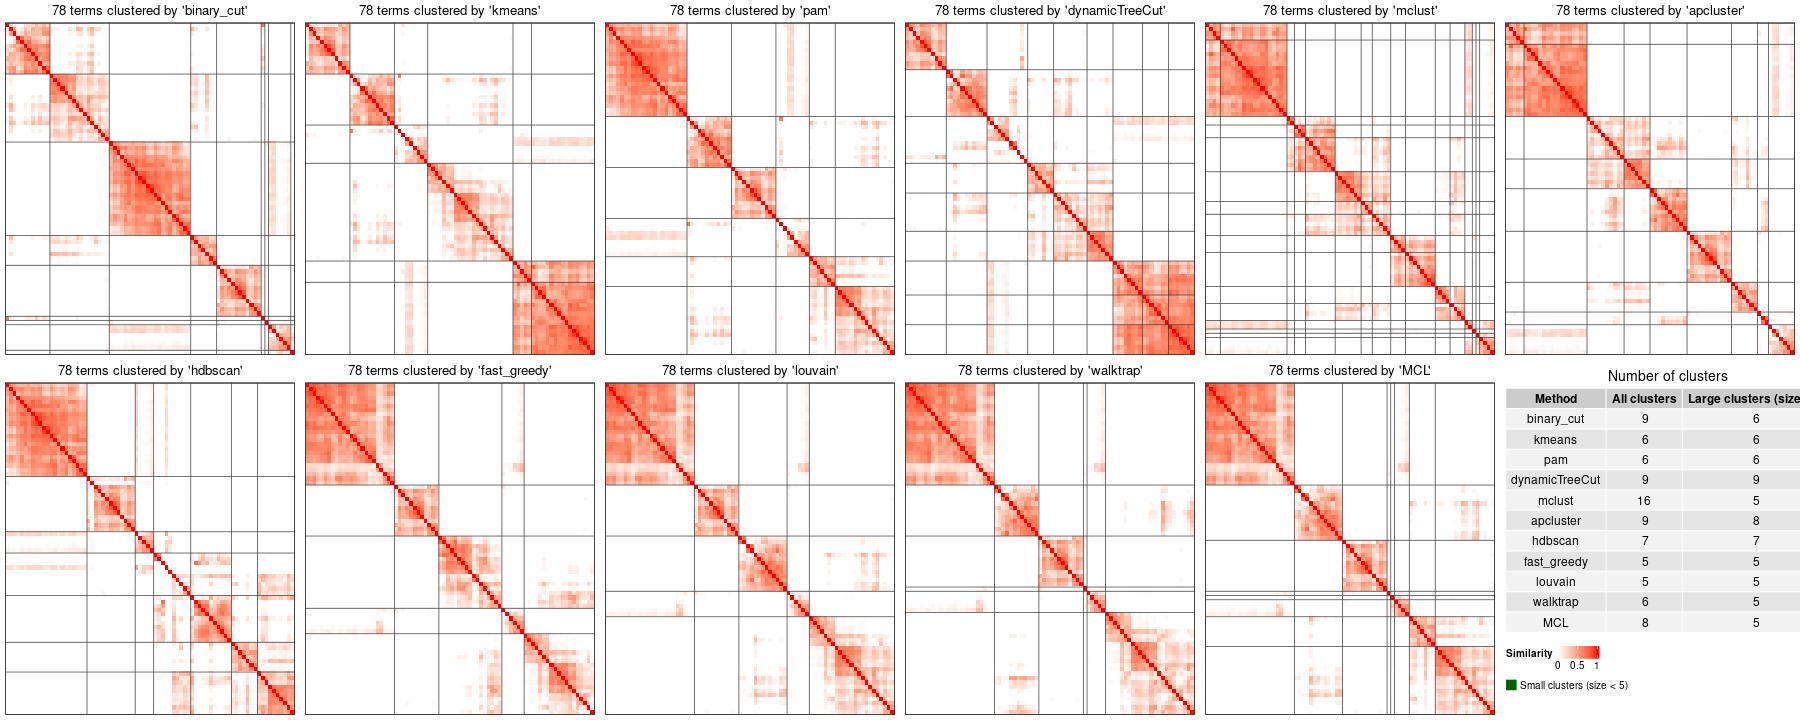 78 terms clustered by 'binary_cut'
78 terms clustered by 'kmeans'
78 terms clustered by 'pam'
78 terms clustered by 'dynamicTreeCut'
78 terms clustered by 'mclust'
78 terms clustered by 'apcluster'
78 terms clustered by 'hdbscan'
78 terms clustered by 'fast_greedy'
78 terms clustered by 'louvain'
78 terms clustered by 'walktrap'
78 terms clustered by 'MCL'
Number of clusters
Method All clusters Large clusters (size
binary_cut 9 6
kmeans 6 6
pam 6 6
dynamicTreeCut 9 9
mclust 16 5
apcluster 9 8
hdbscan 7 7
fast_greedy 5 5
louvain 5 5
walktrap 6 5
MCL 8 5
Similarity
0 0.5 1
Small clusters (size < 5)